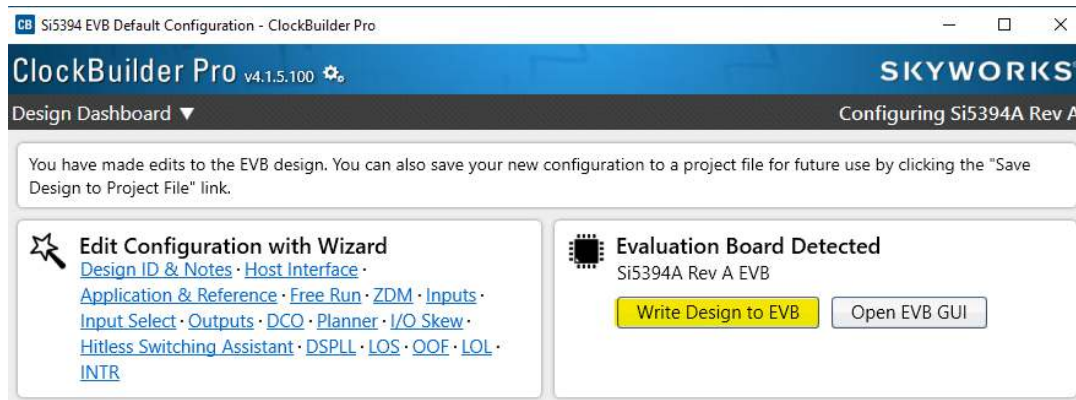 CB Si5394 EVB Default Configuration - ClockBuilder Pro
ClockBuilder Pro v4.1.5.100
SKYWORKS
Design Dashboard ▼
Configuring Si5394A Rev A
You have made edits to the EVB design. You can also save your new configuration to a project file for future use by clicking the "Save
Design to Project File" link.
Edit Configuration with Wizard
Design ID & Notes · Host Interface ·
Application & Reference · Free Run · ZDM · Inputs ·
Input Select · Outputs · DCO · Planner · I/O Skew ·
Hitless Switching Assistant · DSPLL · LOS · OOF · LOL ·
INTR
Evaluation Board Detected
Si5394A Rev A EVB
Write Design to EVB
Open EVB GUI